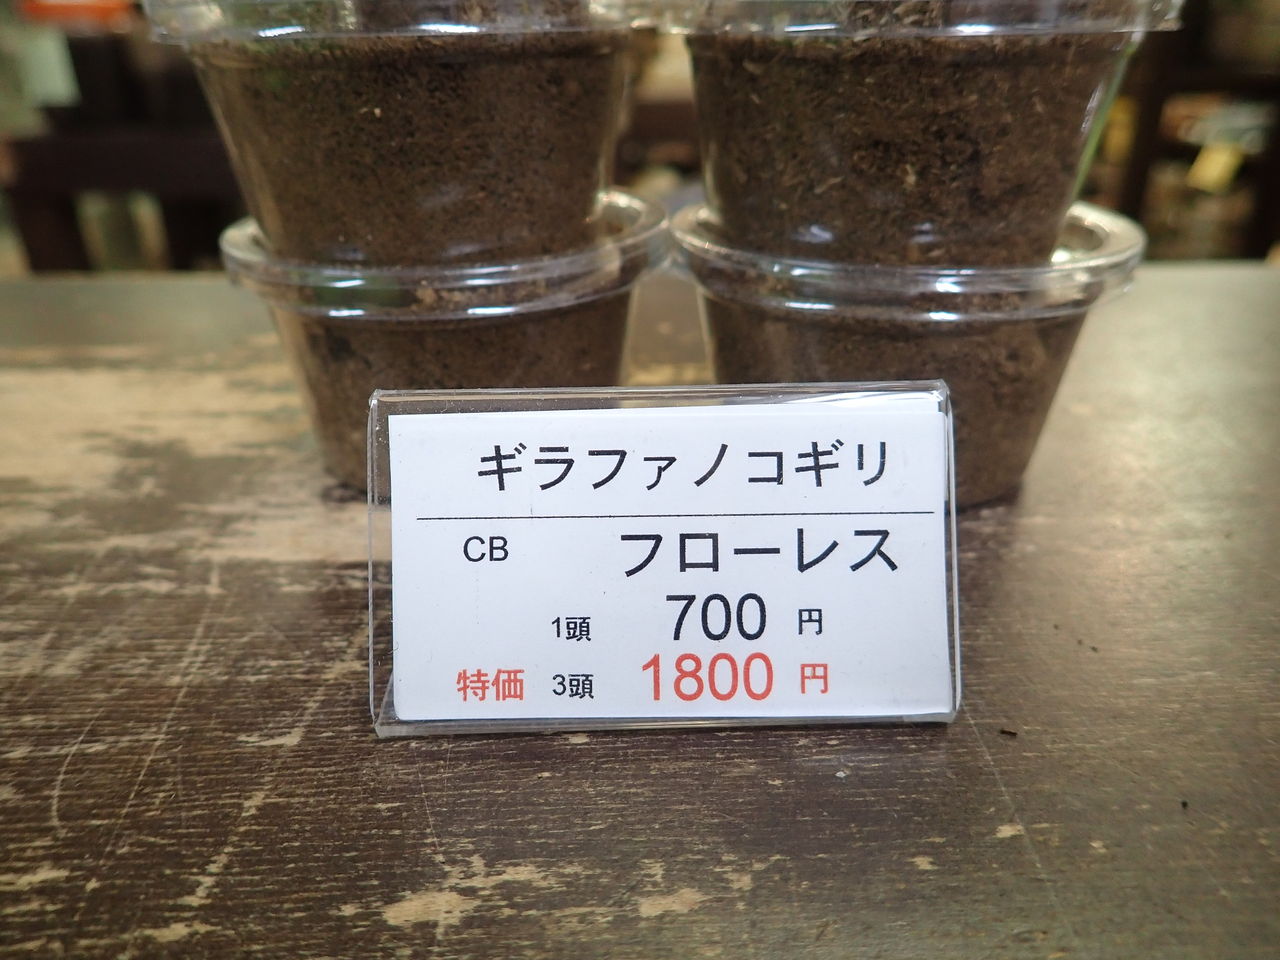 ギラファノコギリ
CB フローレス
1頭 700 円
特価 3頭 1800 円